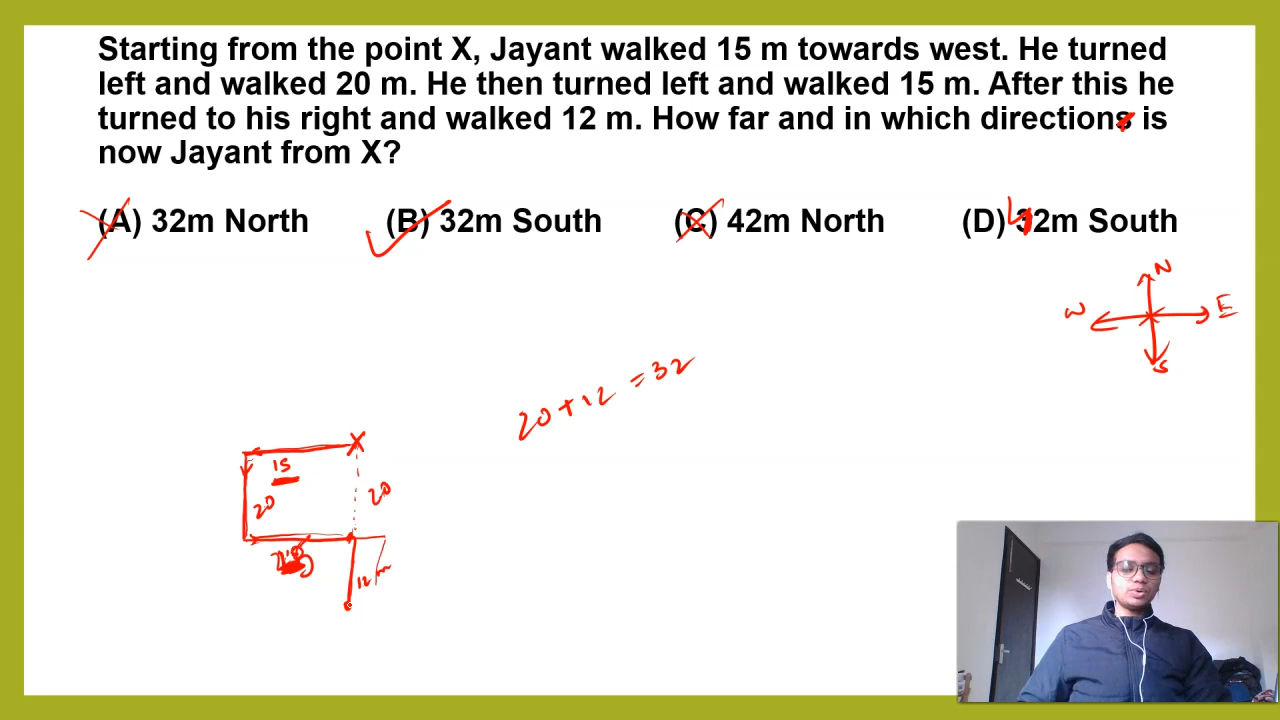 Starting from the point X, Jayant walked 15 m towards west. He turned
left and walked 20 m. He then turned left and walked 15 m. After this he
turned to his right and walked 12 m. How far and in which directions is
now Jayant from X?
(A) 32m North (B) 32m South (C) 42m North (D) 42m South
N
W E
S
20+12 = 32
X
15
20 20
12m